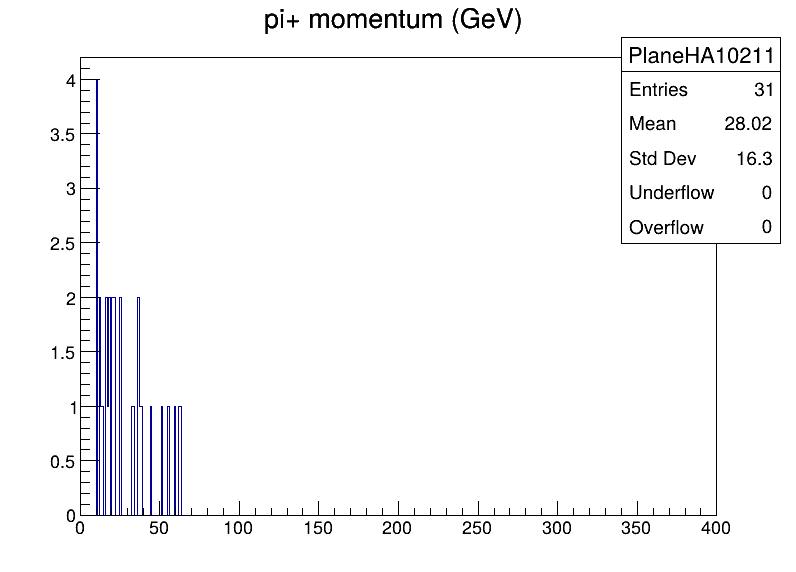 pi+ momentum (GeV)
PlaneHA10211
Entries 31
Mean 28.02
Std Dev 16.3
Underflow 0
Overflow 0
4
3.5
3
2.5
2
1.5
1
0.5
0
0 50 100 150 200 250 300 350 400